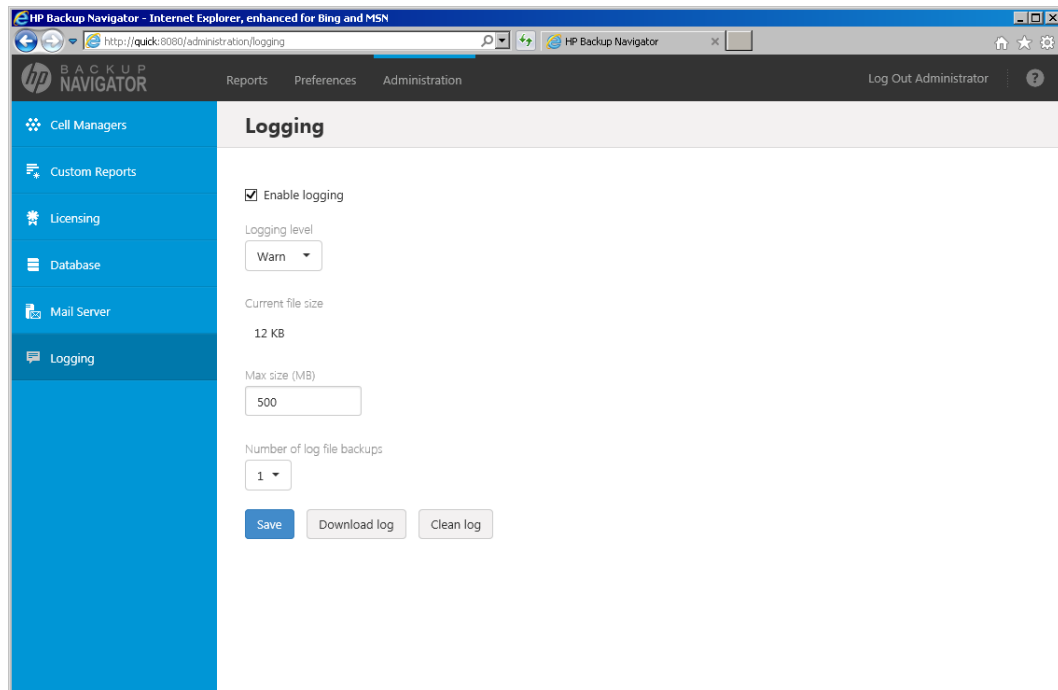 HP Backup Navigator - Internet Explorer, enhanced for Bing and MSN
http://quick:8080/administration/logging
HP Backup Navigator
hp BACKUP NAVIGATOR
Reports Preferences Administration Log Out Administrator ?
Cell Managers
Custom Reports
Licensing
Database
Mail Server
Logging
Logging
Enable logging
Logging level
Warn
Current file size
12 KB
Max size (MB)
500
Number of log file backups
1
Save Download log Clean log